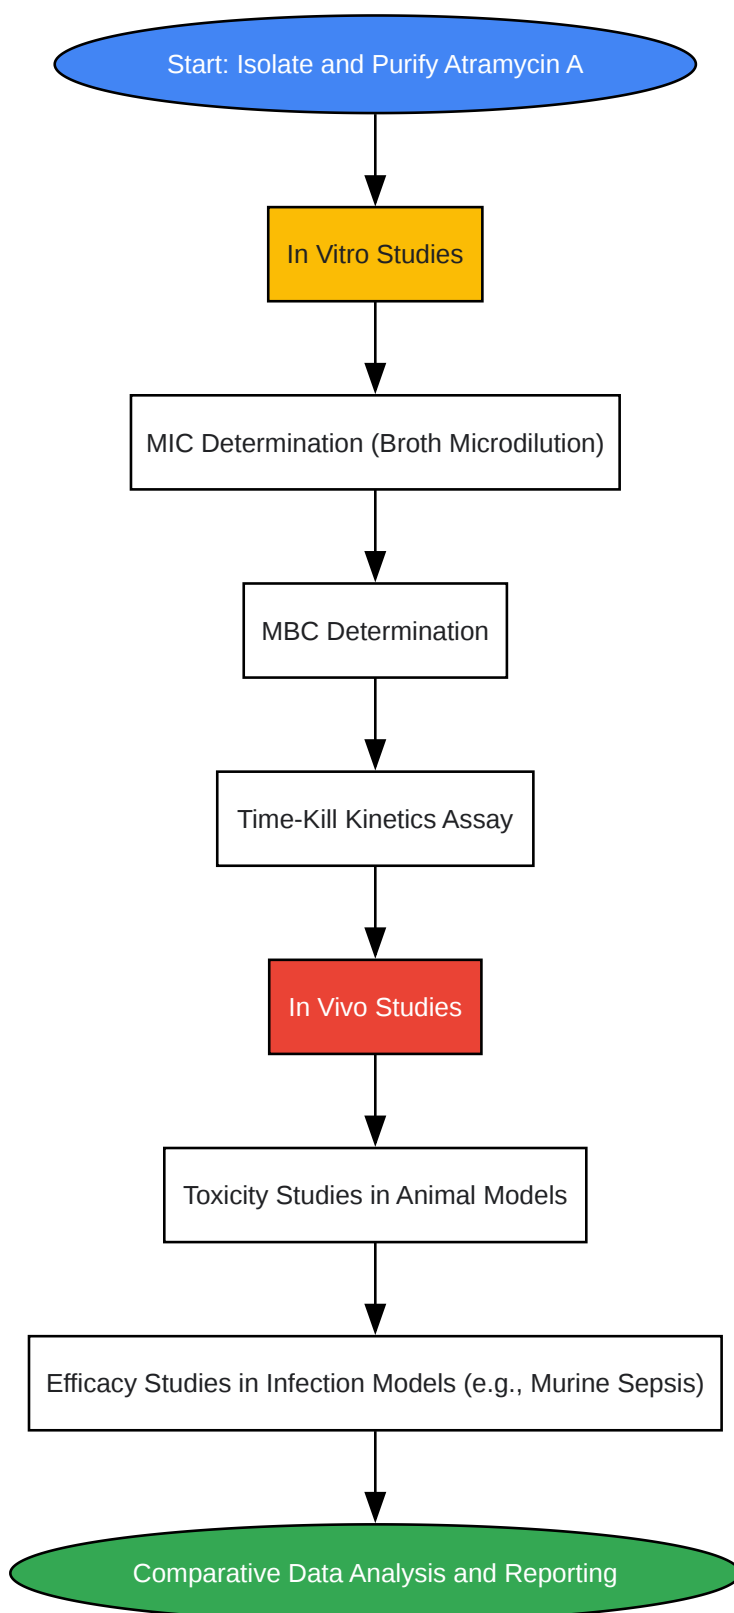 Start: Isolate and Purify Atramycin A
In Vitro Studies
MIC Determination (Broth Microdilution)
MBC Determination
Time-Kill Kinetics Assay
In Vivo Studies
Toxicity Studies in Animal Models
Efficacy Studies in Infection Models (e.g., Murine Sepsis)
Comparative Data Analysis and Reporting